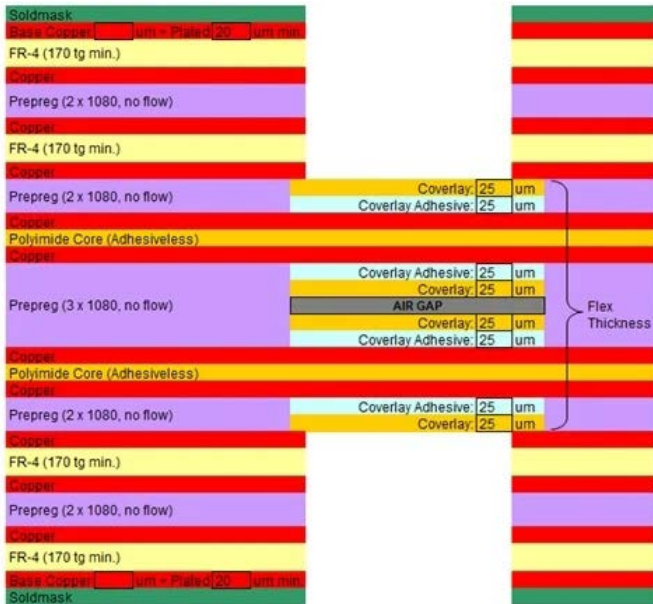 Soldmask
Base Copper um + Plated 20 um min.
FR-4 (170 tg min.)
Copper
Prepreg (2 x 1080, no flow)
Copper
FR-4 (170 tg min.)
Copper
Coverlay: 25 um
Prepreg (2 x 1080, no flow)
Coverlay Adhesive: 25 um
Copper
Polyimide Core (Adhesiveless)
Copper
Coverlay Adhesive: 25 um
Coverlay: 25 um
Prepreg (3 x 1080, no flow)
AIR GAP
Flex
Thickness
Coverlay: 25 um
Coverlay Adhesive: 25 um
Copper
Polyimide Core (Adhesiveless)
Copper
Coverlay Adhesive: 25 um
Prepreg (2 x 1080, no flow)
Coverlay: 25 um
Copper
FR-4 (170 tg min.)
Copper
Prepreg (2 x 1080, no flow)
Copper
FR-4 (170 tg min.)
Base Copper um + Plated 20 um min.
Soldmask